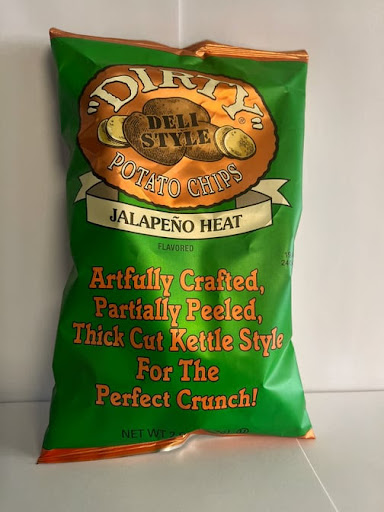 "DIRTY"®
DELI
STYLE
POTATO CHIPS
JALAPEÑO HEAT
FLAVORED
Artfully Crafted,
Partially Peeled,
Thick Cut Kettle Style
For The
Perfect Crunch!
NET WT 2